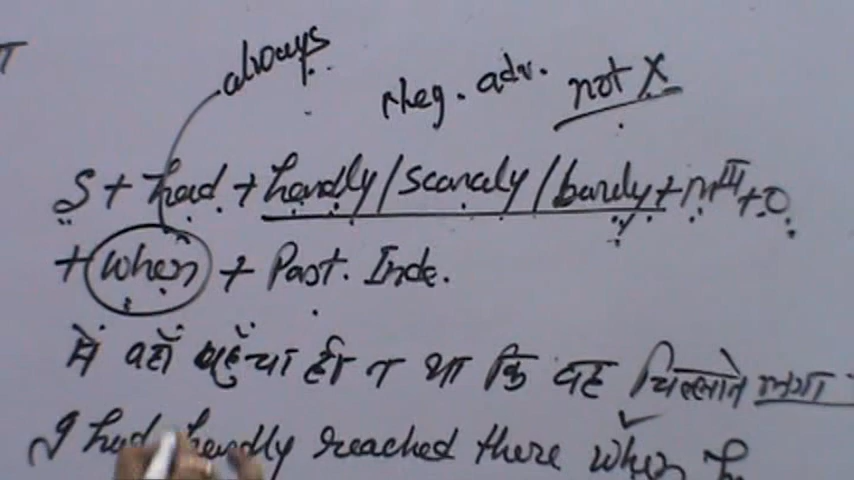 always
Neg. adv. not X
S + had + hardly / scarcely / barely + M III + O
+ when + Past. Inde.
मैं वहाँ पहुँचा ही न था कि वह चिल्लाने लगा
I had hardly reached there when h